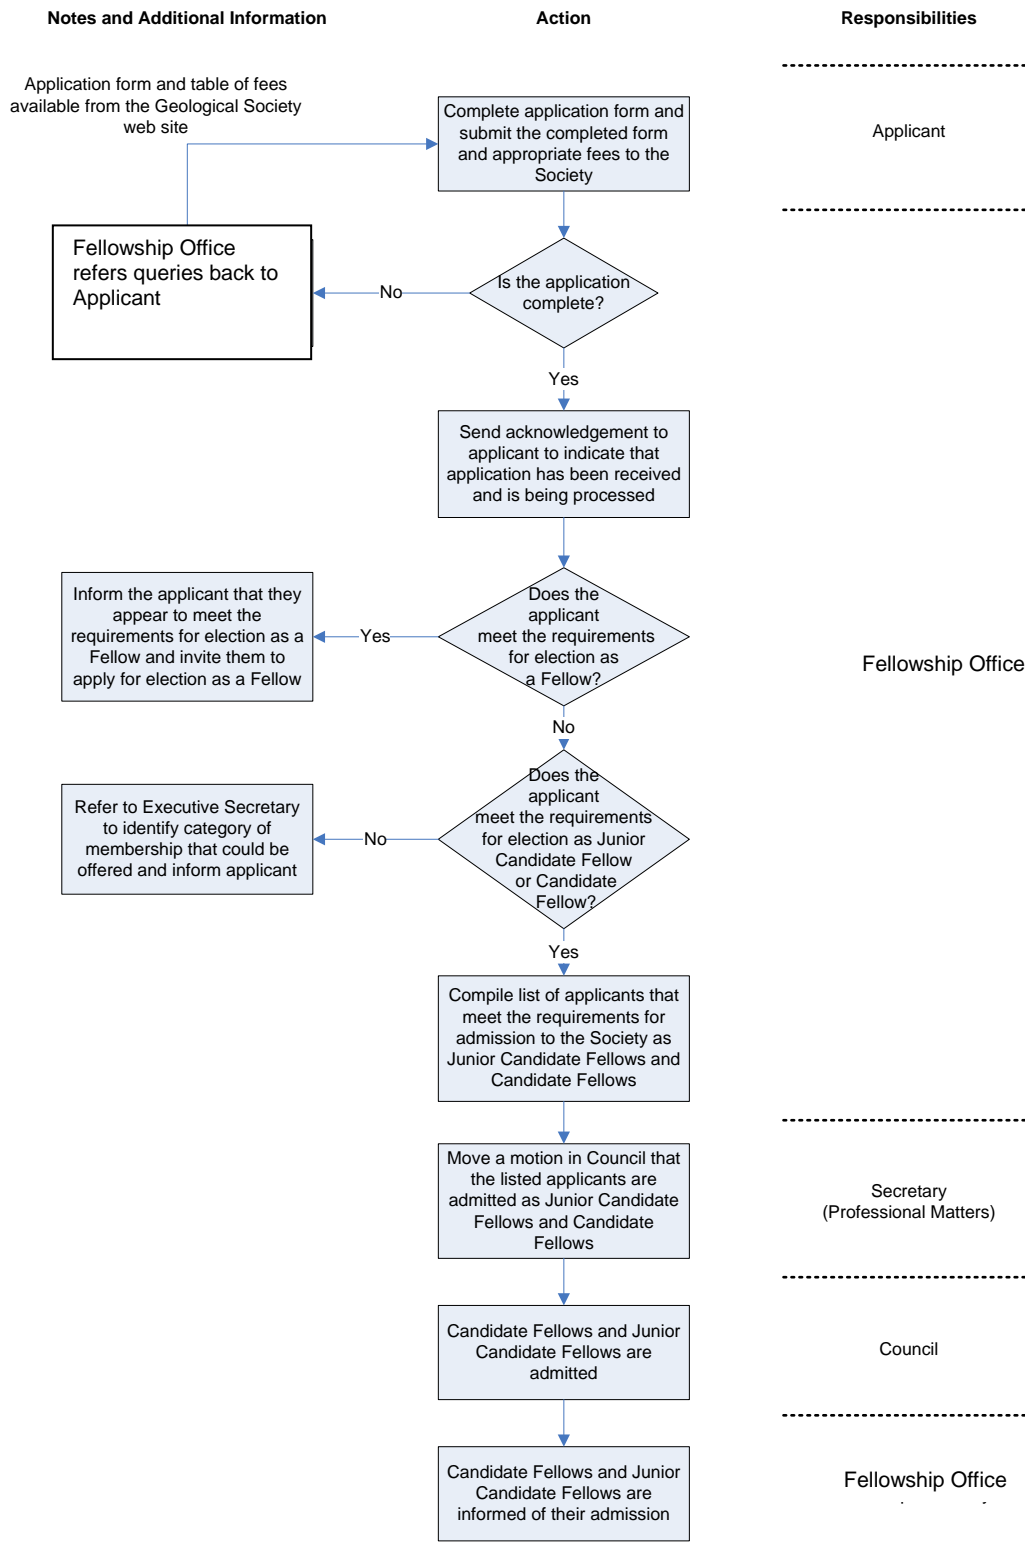 Notes and Additional Information
Action
Responsibilities
Application form and table of fees
available from the Geological Society
web site
Complete application form and
submit the completed form
and appropriate fees to the
Society
Applicant
Fellowship Office
refers queries back to
Applicant
No
Is the application
complete?
Yes
Send acknowledgement to
applicant to indicate that
application has been received
and is being processed
Inform the applicant that they
appear to meet the
requirements for election as a
Fellow and invite them to
apply for election as a Fellow
Yes
Does the
applicant
meet the requirements
for election as
a Fellow?
Fellowship Office
No
Refer to Executive Secretary
to identify category of
membership that could be
offered and inform applicant
No
Does the
applicant
meet the requirements
for election as Junior
Candidate Fellow
or Candidate
Fellow?
Yes
Compile list of applicants that
meet the requirements for
admission to the Society as
Junior Candidate Fellows and
Candidate Fellows
Move a motion in Council that
the listed applicants are
admitted as Junior Candidate
Fellows and Candidate
Fellows
Secretary
(Professional Matters)
Candidate Fellows and Junior
Candidate Fellows are
admitted
Council
Candidate Fellows and Junior
Candidate Fellows are
informed of their admission
Fellowship Office